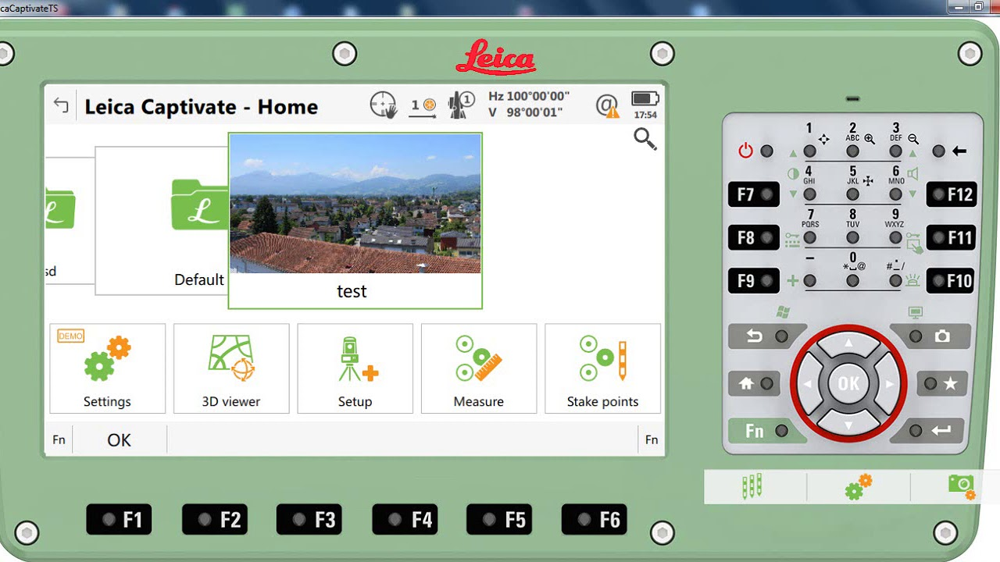 caCaptivateTS
Leica
Leica Captivate - Home
1
1
Hz 100°00'00"
V 98°00'01"
@
17:54
sd
Default
test
DEMO
Settings
3D viewer
Setup
Measure
Stake points
Fn
OK
Fn
F1
F2
F3
F4
F5
F6
1
2
ABC
3
DEF
4
GHI
5
JKL
6
MNO
7
PQRS
8
TUV
9
WXYZ
-
0
*⎵@
#./
F7
F8
F9
F12
F11
F10
OK
Fn